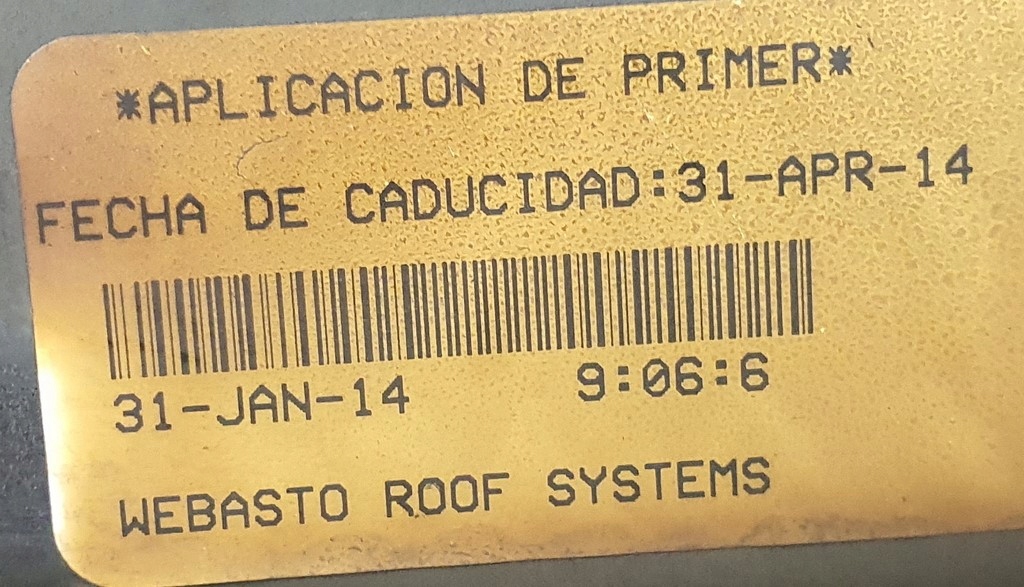 *APLICACION DE PRIMER*
FECHA DE CADUCIDAD:31-APR-14
31-JAN-14 9:06:6
WEBASTO ROOF SYSTEMS